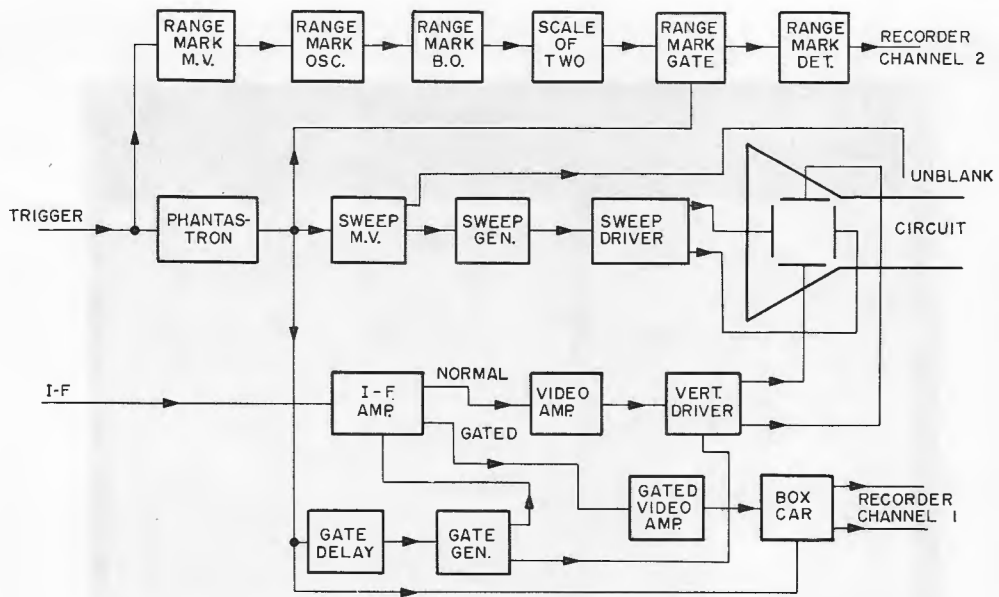 RANGE
MARK
M.V.
RANGE
MARK
OSC.
RANGE
MARK
B.O.
SCALE
OF
TWO
RANGE
MARK
GATE
RANGE
MARK
DET.
RECORDER
CHANNEL 2
TRIGGER
PHANTAS-
TRON
SWEEP
M.V.
SWEEP
GEN.
SWEEP
DRIVER
UNBLANK
CIRCUIT
I-F
I-F.
AMP.
NORMAL
GATED
VIDEO
AMP.
VERT.
DRIVER
GATE
DELAY
GATE
GEN.
GATED
VIDEO
AMP.
BOX
CAR
RECORDER
CHANNEL 1